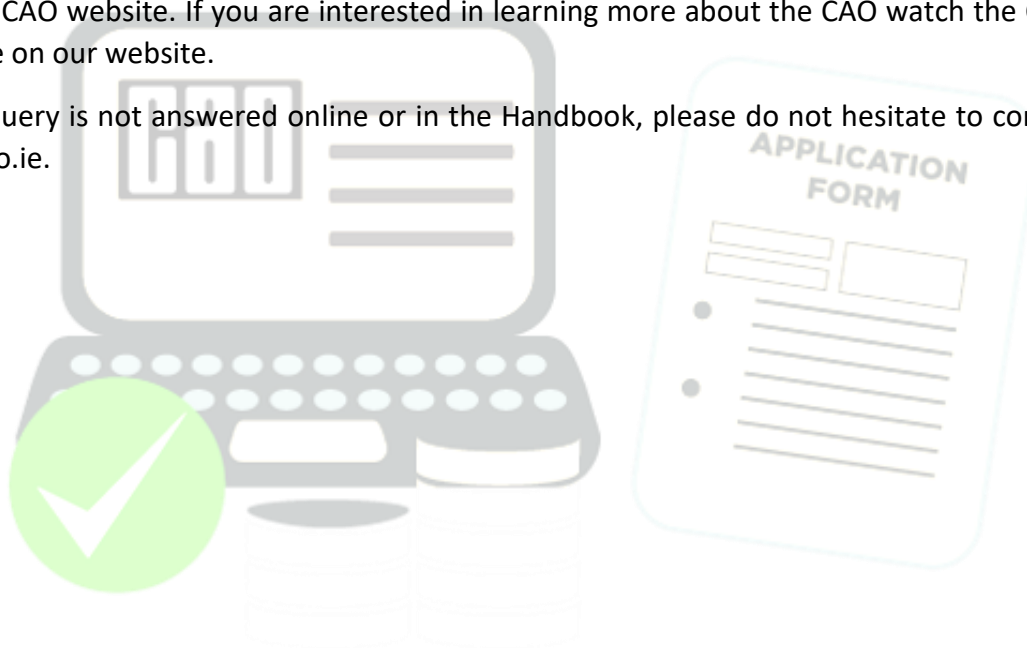 CAO website. If you are interested in learning more about the CAO watch the
e on our website.
uery is not answered online or in the Handbook, please do not hesitate to con
o.ie.
CAO
APPLICATION
FORM